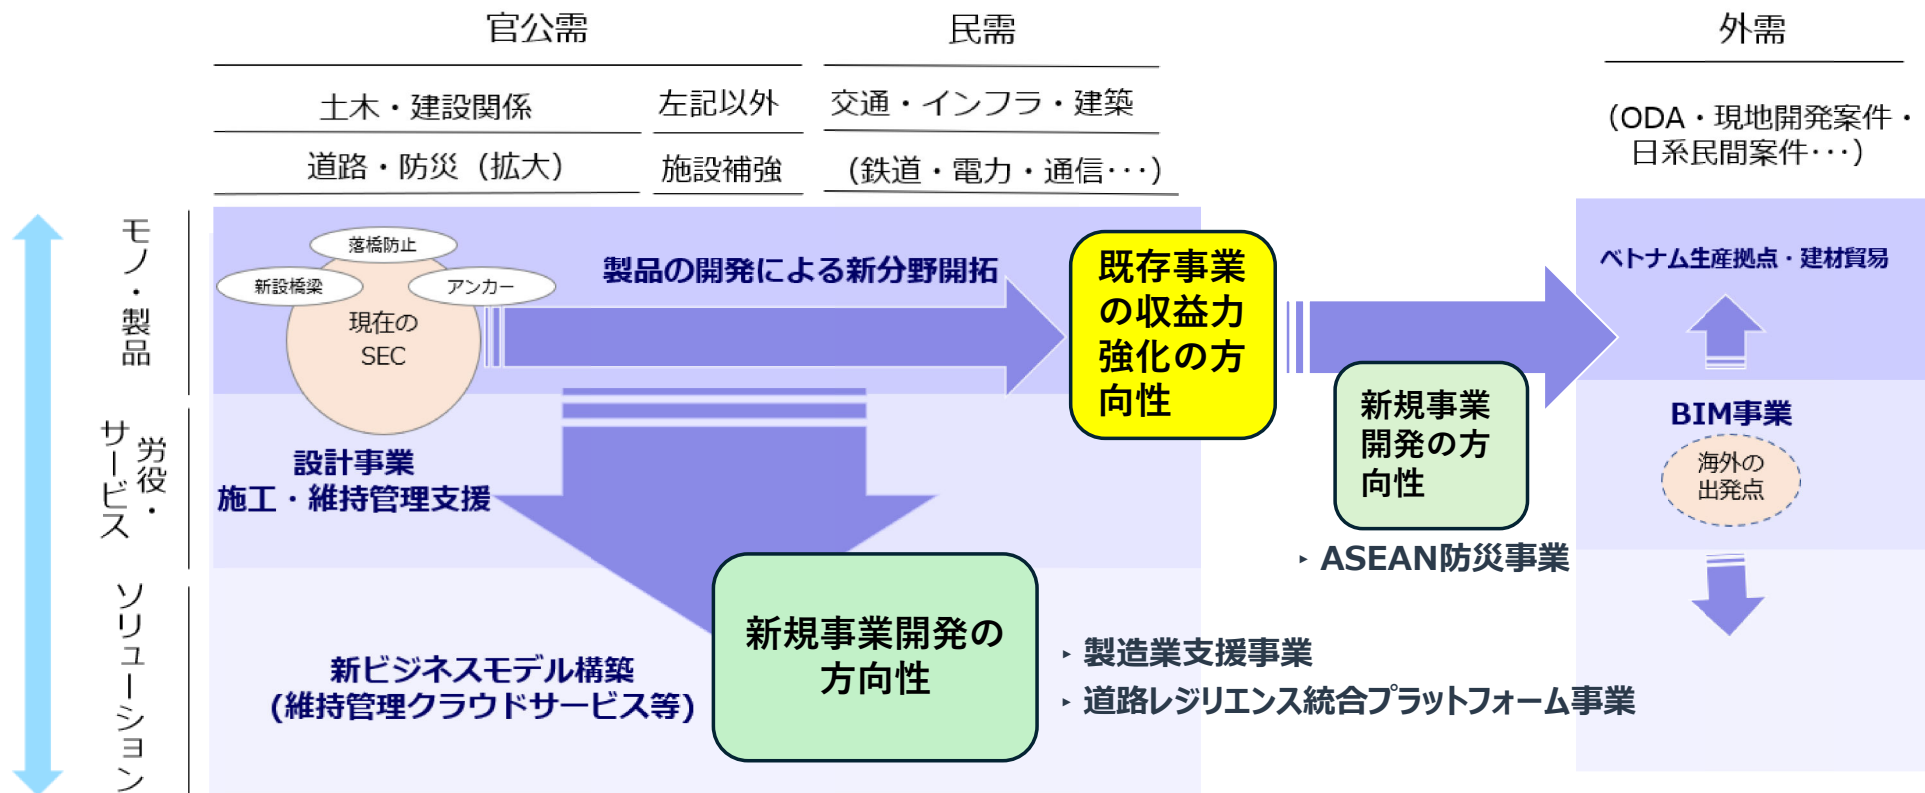 官公需
民需
外需
土木・建設関係
左記以外
交通・インフラ・建築
(ODA・現地開発案件・
日系民間案件･･･)
道路・防災（拡大）
施設補強
(鉄道・電力・通信･･･)
モノ・製品
落橋防止
新設橋梁
アンカー
現在の
SEC
製品の開発による新分野開拓
既存事業
の収益力
強化の方
向性
ベトナム生産拠点・建材貿易
労役・
サービス
設計事業
施工・維持管理支援
新規事業
開発の方
向性
BIM事業
海外の
出発点
▸ ASEAN防災事業
ソリューション
新ビジネスモデル構築
(維持管理クラウドサービス等)
新規事業開発の
方向性
▸ 製造業支援事業
▸ 道路レジリエンス統合プラットフォーム事業